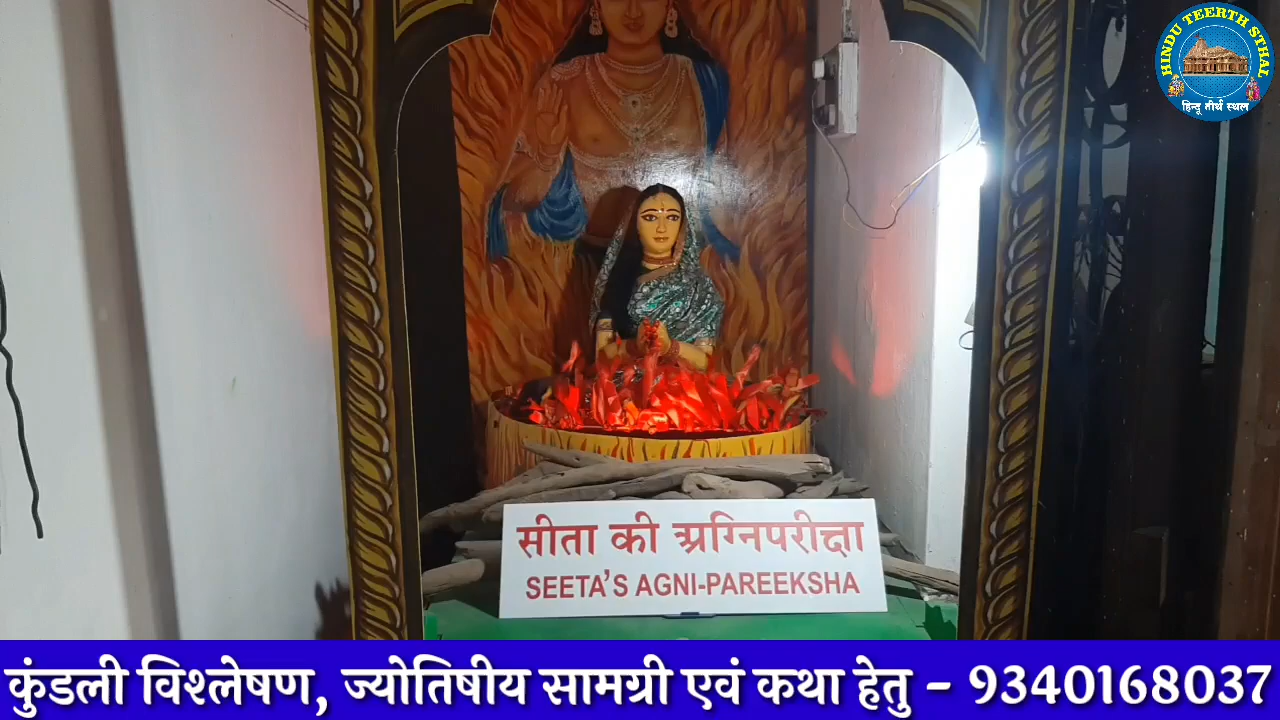 HINDU TEERTH STHAL
हिन्दू तीर्थ स्थल
सीता की अग्निपरीक्षा
SEETA'S AGNI-PAREEKSHA
कुंडली विश्लेषण, ज्योतिषीय सामग्री एवं कथा हेतु - 9340168037